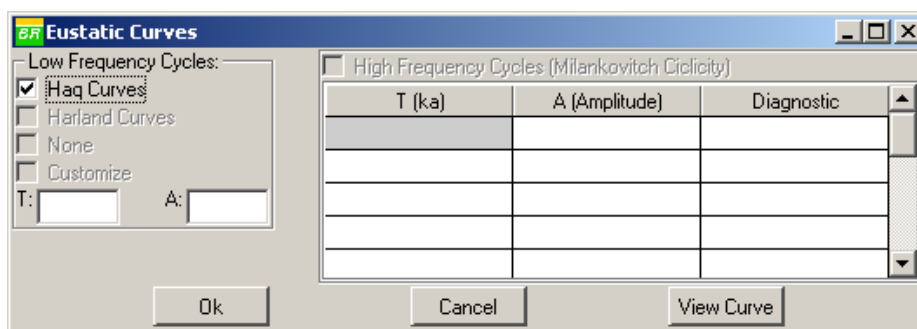 BR Eustatic Curves
Low Frequency Cycles:
Haq Curves
Harland Curves
None
Customize
T: A:
High Frequency Cycles (Milankovitch Ciclicity)
T (ka) A (Amplitude) Diagnostic
Ok Cancel View Curve